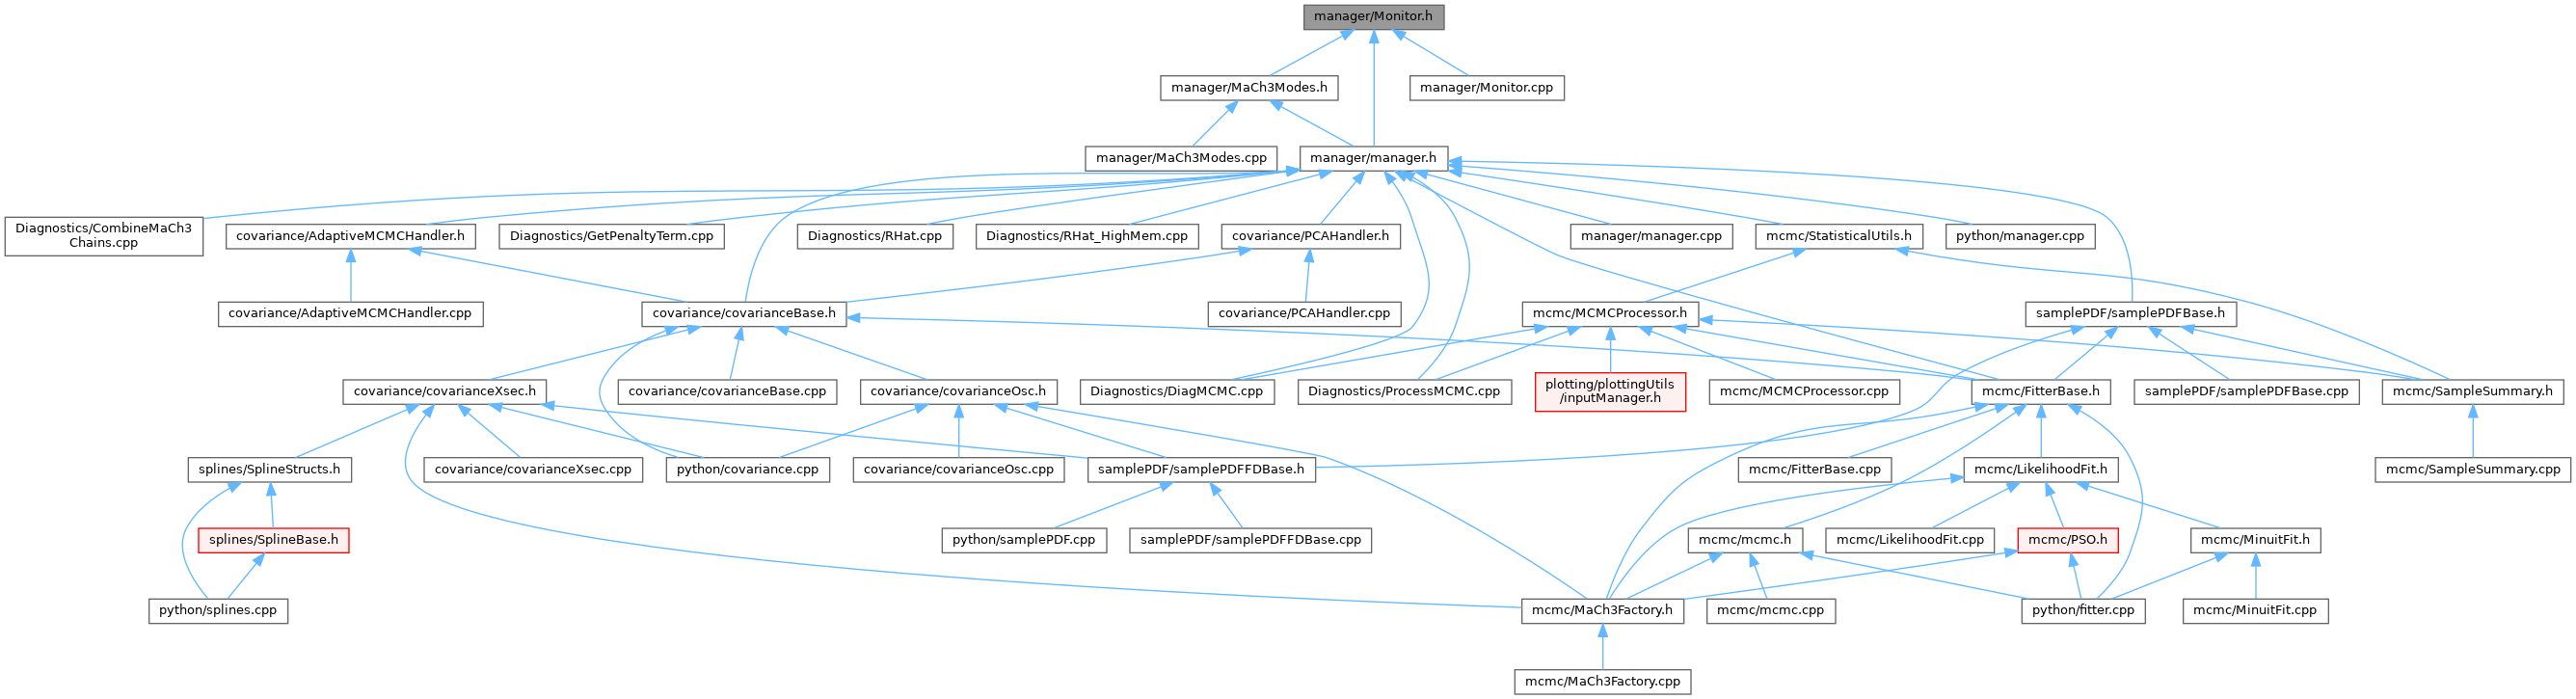 manager/Monitor.h
manager/MaCh3Modes.h
manager/Monitor.cpp
manager/MaCh3Modes.cpp
manager/manager.h
Diagnostics/CombineMaCh3
Chains.cpp
covariance/AdaptiveMCMCHandler.h
Diagnostics/GetPenaltyTerm.cpp
Diagnostics/RHat.cpp
Diagnostics/RHat_HighMem.cpp
covariance/PCAHandler.h
manager/manager.cpp
mcmc/StatisticalUtils.h
python/manager.cpp
covariance/AdaptiveMCMCHandler.cpp
covariance/covarianceBase.h
covariance/PCAHandler.cpp
mcmc/MCMCProcessor.h
samplePDF/samplePDFBase.h
covariance/covarianceXsec.h
covariance/covarianceBase.cpp
covariance/covarianceOsc.h
Diagnostics/DiagMCMC.cpp
Diagnostics/ProcessMCMC.cpp
plotting/plottingUtils
/inputManager.h
mcmc/MCMCProcessor.cpp
mcmc/FitterBase.h
samplePDF/samplePDFBase.cpp
mcmc/SampleSummary.h
splines/SplineStructs.h
covariance/covarianceXsec.cpp
python/covariance.cpp
covariance/covarianceOsc.cpp
samplePDF/samplePDFFDBase.h
mcmc/FitterBase.cpp
mcmc/LikelihoodFit.h
mcmc/SampleSummary.cpp
splines/SplineBase.h
python/samplePDF.cpp
samplePDF/samplePDFFDBase.cpp
mcmc/mcmc.h
mcmc/LikelihoodFit.cpp
mcmc/PSO.h
mcmc/MinuitFit.h
python/splines.cpp
mcmc/MaCh3Factory.h
mcmc/mcmc.cpp
python/fitter.cpp
mcmc/MinuitFit.cpp
mcmc/MaCh3Factory.cpp